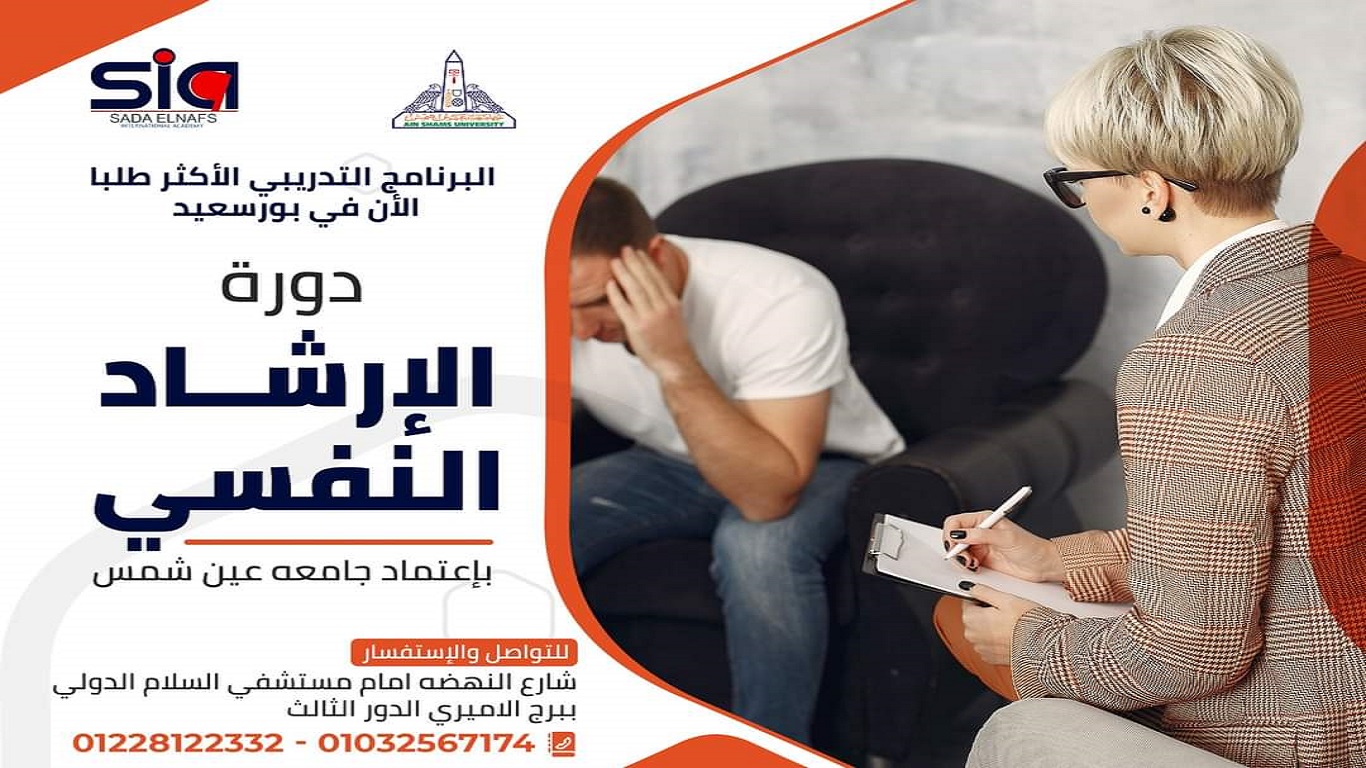 sia
SADA ELNAFS
INTERNATIONAL ACADEMY
AIN SHAMS UNIVERSITY
البرنامج التدريبي الأكثر طلبا
الأن في بورسعيد
دورة
الإرشاد
النفسي
بإعتماد جامعه عين شمس
للتواصل والإستفسار
شارع النهضه امام مستشفي السلام الدولي
ببرج الاميري الدور الثالث
01228122332 - 01032567174